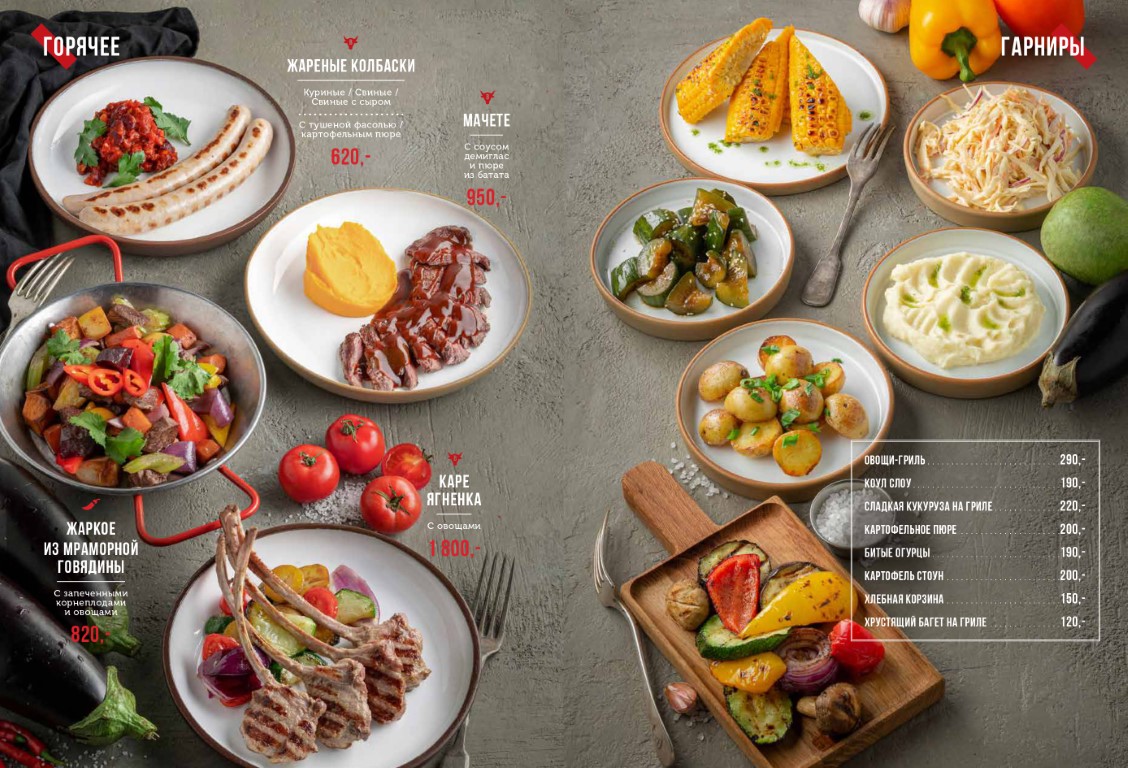 ГОРЯЧЕЕ
ЖАРЕНЫЕ КОЛБАСКИ
Куриные / Свиные /
Свиные с сыром
С тушеной фасолью /
картофельным пюре
620,-
МАЧЕТЕ
С соусом
демиглас
и пюре
из батата
950,-
ЖАРКОЕ
ИЗ МРАМОРНОЙ
ГОВЯДИНЫ
С запеченными
корнеплодами
и овощами
820,-
КАРЕ
ЯГНЕНКА
С овощами
1 800,-
ГАРНИРЫ
ОВОЩИ-ГРИЛЬ 290,-
КОУЛ СЛОУ 190,-
СЛАДКАЯ КУКУРУЗА НА ГРИЛЕ 220,-
КАРТОФЕЛЬНОЕ ПЮРЕ 200,-
БИТЫЕ ОГУРЦЫ 190,-
КАРТОФЕЛЬ СТОУН 200,-
ХЛЕБНАЯ КОРЗИНА 150,-
ХРУСТЯЩИЙ БАГЕТ НА ГРИЛЕ 120,-